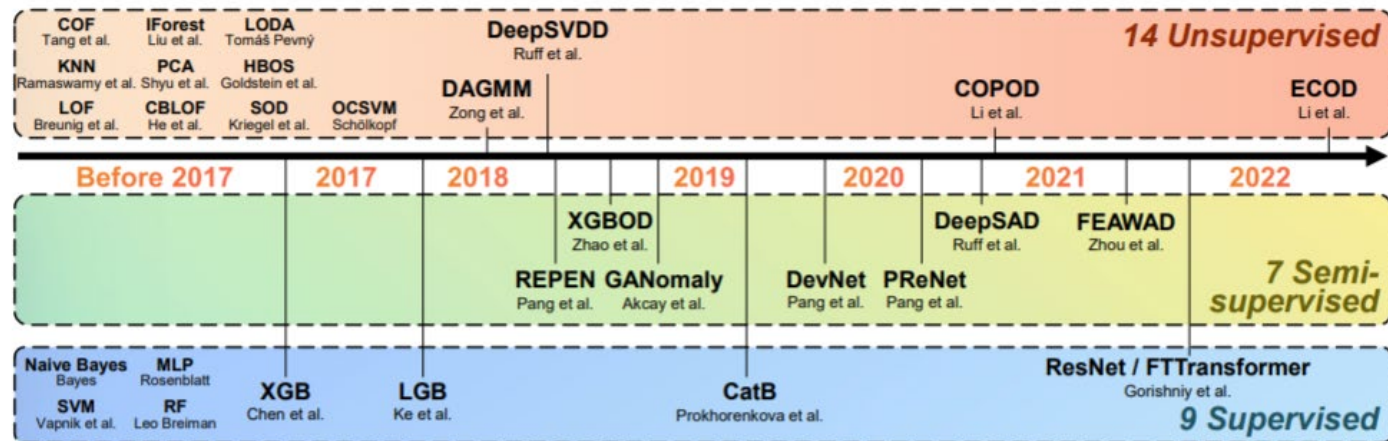 COF IForest LODA
Tang et al. Liu et al. Tomáš Pevný
KNN PCA HBOS
Ramaswamy et al. Shyu et al. Goldstein et al.
LOF CBLOF SOD OCSVM
Breunig et al. He et al. Kriegel et al. Schölkopf
DeepSVDD
Ruff et al.
DAGMM
Zong et al.
COPOD
Li et al.
ECOD
Li et al.
14 Unsupervised
Before 2017 2017 2018 2019 2020 2021 2022
XGBOD
Zhao et al.
DeepSAD
Ruff et al.
FEAWAD
Zhou et al.
REPEN GANomaly
Pang et al. Akcay et al.
DevNet PReNet
Pang et al. Pang et al.
7 Semi-
supervised
Naive Bayes MLP
Bayes Rosenblatt
SVM RF
Vapnik et al. Leo Breiman
XGB
Chen et al.
LGB
Ke et al.
CatB
Prokhorenkova et al.
ResNet / FTTransformer
Gorishniy et al.
9 Supervised